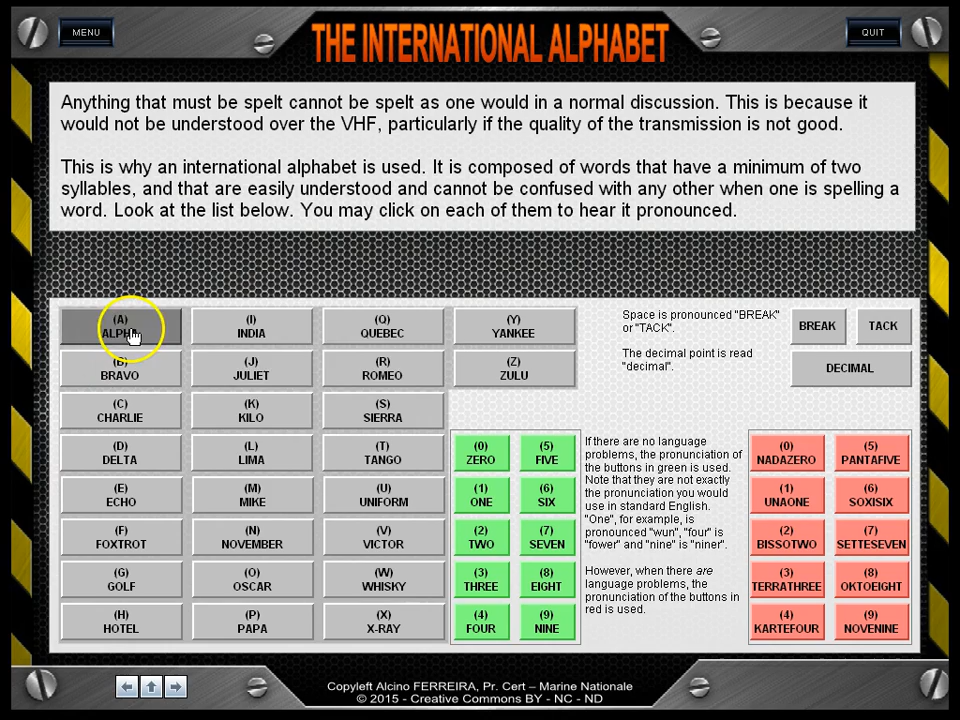 MENU
THE INTERNATIONAL ALPHABET
QUIT
Anything that must be spelt cannot be spelt as one would in a normal discussion. This is because it
would not be understood over the VHF, particularly if the quality of the transmission is not good.
This is why an international alphabet is used. It is composed of words that have a minimum of two
syllables, and that are easily understood and cannot be confused with any other when one is spelling a
word. Look at the list below. You may click on each of them to hear it pronounced.
(A)
ALPHA
(B)
BRAVO
(C)
CHARLIE
(D)
DELTA
(E)
ECHO
(F)
FOXTROT
(G)
GOLF
(H)
HOTEL
(I)
INDIA
(J)
JULIET
(K)
KILO
(L)
LIMA
(M)
MIKE
(N)
NOVEMBER
(O)
OSCAR
(P)
PAPA
(Q)
QUEBEC
(R)
ROMEO
(S)
SIERRA
(T)
TANGO
(U)
UNIFORM
(V)
VICTOR
(W)
WHISKY
(X)
X-RAY
(Y)
YANKEE
(Z)
ZULU
Space is pronounced "BREAK"
or "TACK".
The decimal point is read
"decimal".
BREAK
TACK
DECIMAL
(0)
ZERO
(1)
ONE
(2)
TWO
(3)
THREE
(4)
FOUR
(5)
FIVE
(6)
SIX
(7)
SEVEN
(8)
EIGHT
(9)
NINE
If there are no language
problems, the pronunciation of
the buttons in green is used.
Note that they are not exactly
the pronunciation you would
use in standard English.
"One", for example, is
pronounced "wun", "four" is
"fower" and "nine" is "niner".
However, when there are
language problems, the
pronunciation of the buttons in
red is used.
(0)
NADAZERO
(1)
UNAONE
(2)
BISSOTWO
(3)
TERRATHREE
(4)
KARTEFOUR
(5)
PANTAFIVE
(6)
SOXISIX
(7)
SETTESEVEN
(8)
OKTOEIGHT
(9)
NOVENINE
Copyleft Alcino FERREIRA, Pr. Cert – Marine Nationale
© 2015 - Creative Commons BY - NC - ND